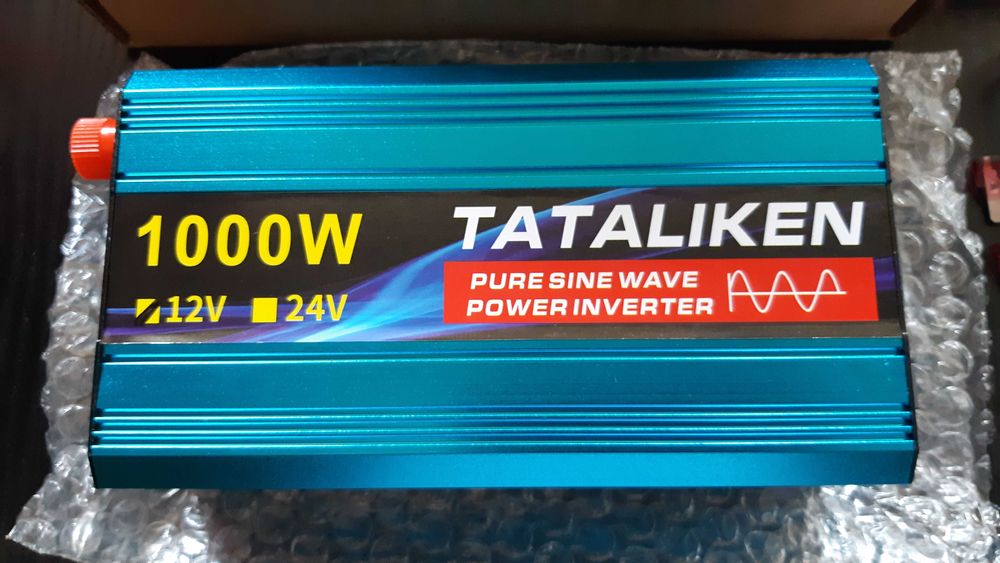 1000W
12V 24V
TATALIKEN
PURE SINE WAVE
POWER INVERTER